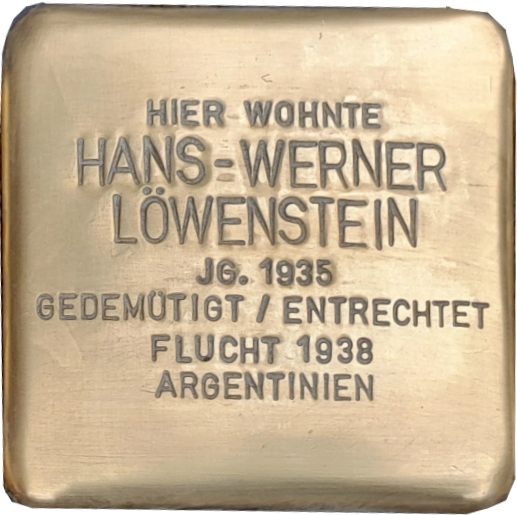 HIER WOHNTE
HANS-WERNER
LÖWENSTEIN
JG. 1935
GEDEMÜTIGT / ENTRECHTET
FLUCHT 1938
ARGENTINIEN